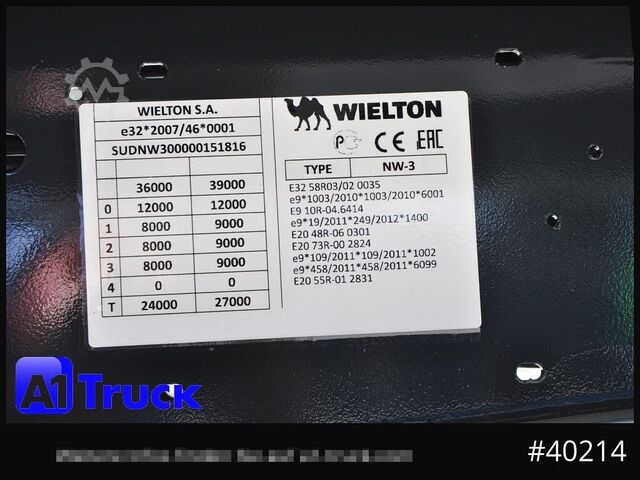 WIELTON S.A.
e32*2007/46*0001
SUDNW300000151816
36000 39000
0 12000 12000
1 8000 9000
2 8000 9000
3 8000 9000
4 0 0
T 24000 27000
WIELTON
CE EAC
TYPE NW-3
E32 58R03/02 0035
e9*1003/2010*1003/2010*6001
E9 10R-04.6414
e9*19/2011*249/2012*1400
E20 48R-06 0301
E20 73R-00 2824
e9*109/2011*109/2011*1002
e9*458/2011*458/2011*6099
E20 55R-01 2831
A1 Truck
#40214